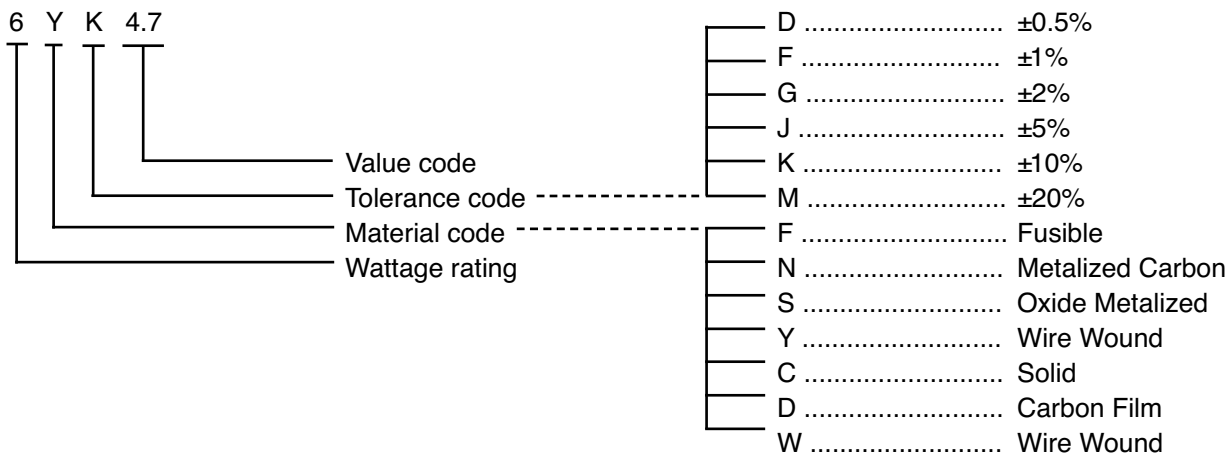 6 Y K 4.7
Value code
Tolerance code
Material code
Wattage rating
D ............................ ±0.5%
F ............................ ±1%
G ............................ ±2%
J ............................. ±5%
K ............................ ±10%
M ............................ ±20%
F ............................. Fusible
N ............................ Metalized Carbon
S ............................ Oxide Metalized
Y ............................ Wire Wound
C ............................ Solid
D ............................ Carbon Film
W ........................... Wire Wound